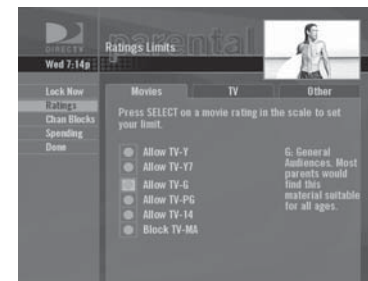 parental
DIRECTV
Ratings Limits
Wed 7:14p
Lock Now
Ratings
Chan Blocks
Spending
Done
Movies
TV
Other
Press SELECT on a movie rating in the scale to set
your limit.
Allow TV-Y
Allow TV-Y7
Allow TV-G
Allow TV-PG
Allow TV-14
Block TV-MA
G: General
Audiences. Most
parents would
find this
material suitable
for all ages.